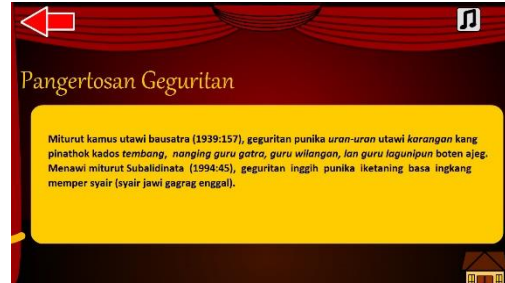 Pangertosan Geguritan
Miturut kamus utawi bausatra (1939:157), geguritan punika uran-uran utawi karangan kang
pinathok kados tembang, nanging guru gatra, guru wilangan, lan guru lagunipun boten ajeg.
Menawi miturut Subalidinata (1994:45), geguritan inggih punika iketaning basa ingkang
memper syair (syair jawi gagrag enggal).